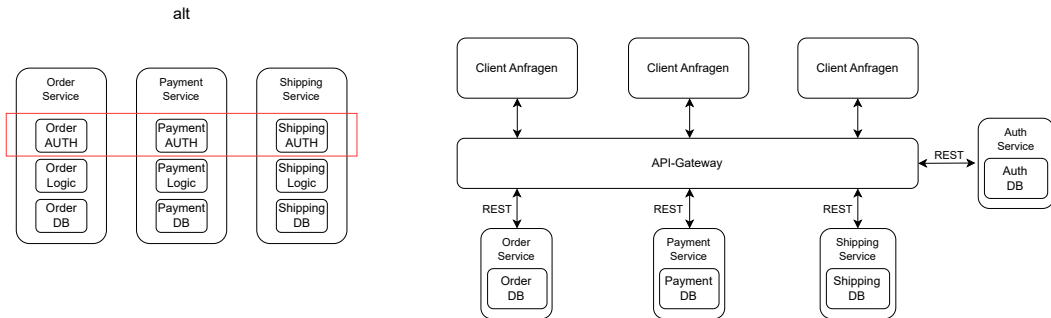 alt
Order
Service
Order
AUTH
Order
Logic
Order
DB
Payment
Service
Payment
AUTH
Payment
Logic
Payment
DB
Shipping
Service
Shipping
AUTH
Shipping
Logic
Shipping
DB
Client Anfragen
Client Anfragen
Client Anfragen
API-Gateway
REST
Auth
Service
Auth
DB
REST
REST
REST
Order
Service
Order
DB
Payment
Service
Payment
DB
Shipping
Service
Shipping
DB